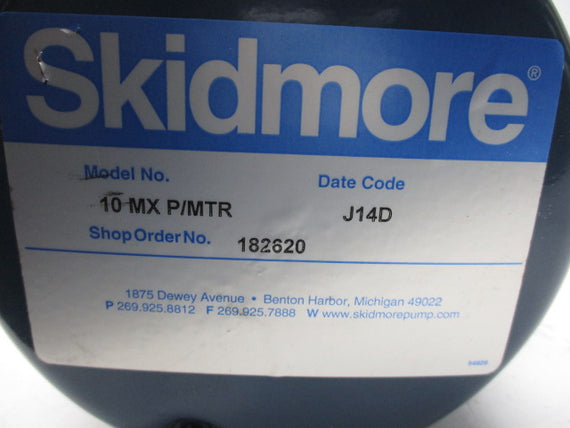 Skidmore®
Model No. Date Code
10 MX P/MTR J14D
Shop Order No. 182620
1875 Dewey Avenue • Benton Harbor, Michigan 49022
P 269.925.8812 F 269.925.7888 W www.skidmorepump.com